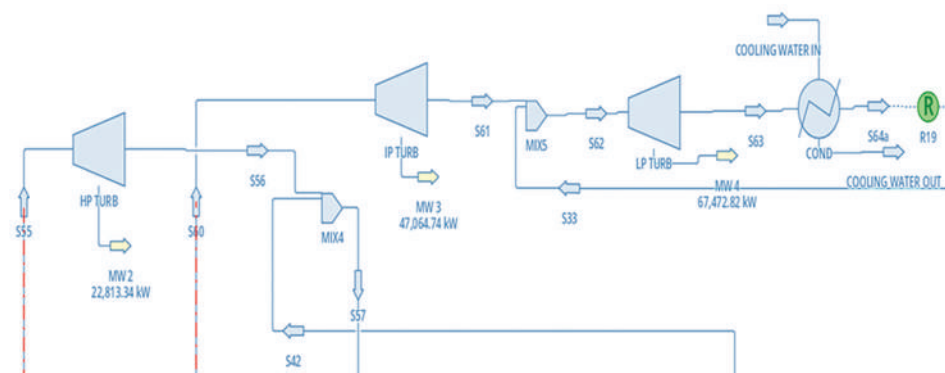 COOLING WATER IN
S61
MIX5
S62
LP TURB
S63
COND
S64a
R
R19
IP TURB
S56
HP TURB
MW 3
47,064.74 kW
S33
MW 4
67,472.82 kW
COOLING WATER OUT
S55
S60
MIX4
MW 2
22,813.34 kW
S57
S42